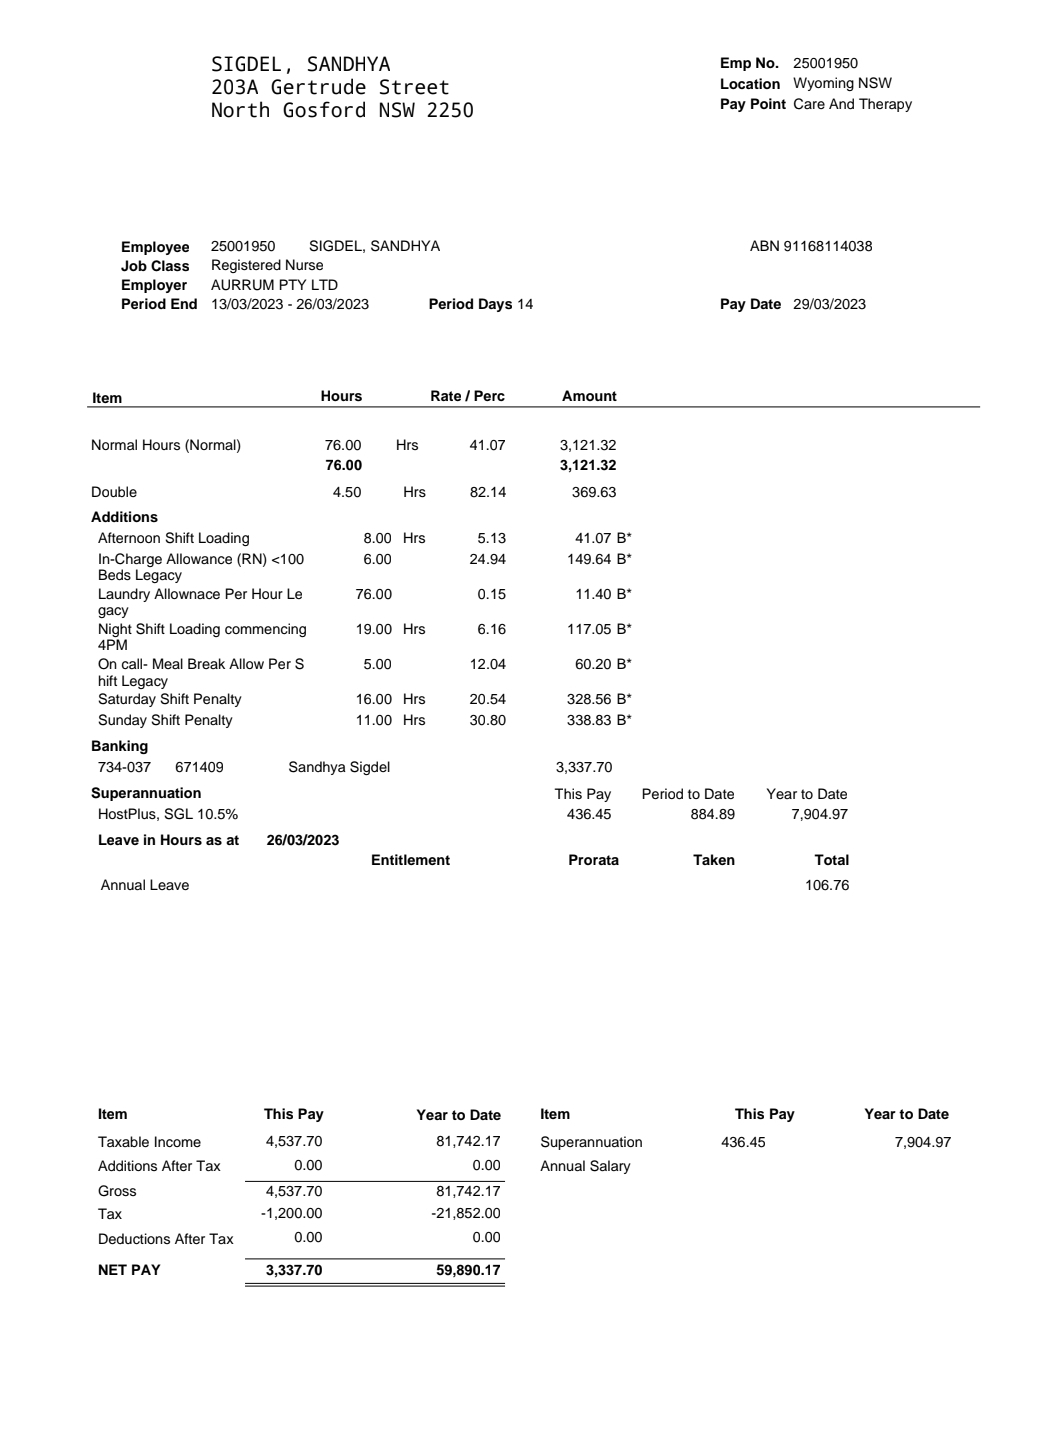 SIGDEL, SANDHYA
203A Gertrude Street
North Gosford NSW 2250
Emp No. 25001950
Location Wyoming NSW
Pay Point Care And Therapy
Employee 25001950 SIGDEL, SANDHYA ABN 91168114038
Job Class Registered Nurse
Employer AURRUM PTY LTD
Period End 13/03/2023 - 26/03/2023 Period Days 14 Pay Date 29/03/2023
Item Hours Rate / Perc Amount
Normal Hours (Normal) 76.00 Hrs 41.07 3,121.32
76.00 3,121.32
Double 4.50 Hrs 82.14 369.63
Additions
Afternoon Shift Loading 8.00 Hrs 5.13 41.07 B*
In-Charge Allowance (RN) <100 6.00 24.94 149.64 B*
Beds Legacy
Laundry Allownace Per Hour Le 76.00 0.15 11.40 B*
gacy
Night Shift Loading commencing 19.00 Hrs 6.16 117.05 B*
4PM
On call- Meal Break Allow Per S 5.00 12.04 60.20 B*
hift Legacy
Saturday Shift Penalty 16.00 Hrs 20.54 328.56 B*
Sunday Shift Penalty 11.00 Hrs 30.80 338.83 B*
Banking
734-037 671409 Sandhya Sigdel 3,337.70
Superannuation This Pay Period to Date Year to Date
HostPlus, SGL 10.5% 436.45 884.89 7,904.97
Leave in Hours as at 26/03/2023
Entitlement Prorata Taken Total
Annual Leave 106.76
Item This Pay Year to Date Item This Pay Year to Date
Taxable Income 4,537.70 81,742.17 Superannuation 436.45 7,904.97
Additions After Tax 0.00 0.00 Annual Salary
Gross 4,537.70 81,742.17
Tax -1,200.00 -21,852.00
Deductions After Tax 0.00 0.00
NET PAY 3,337.70 59,890.17